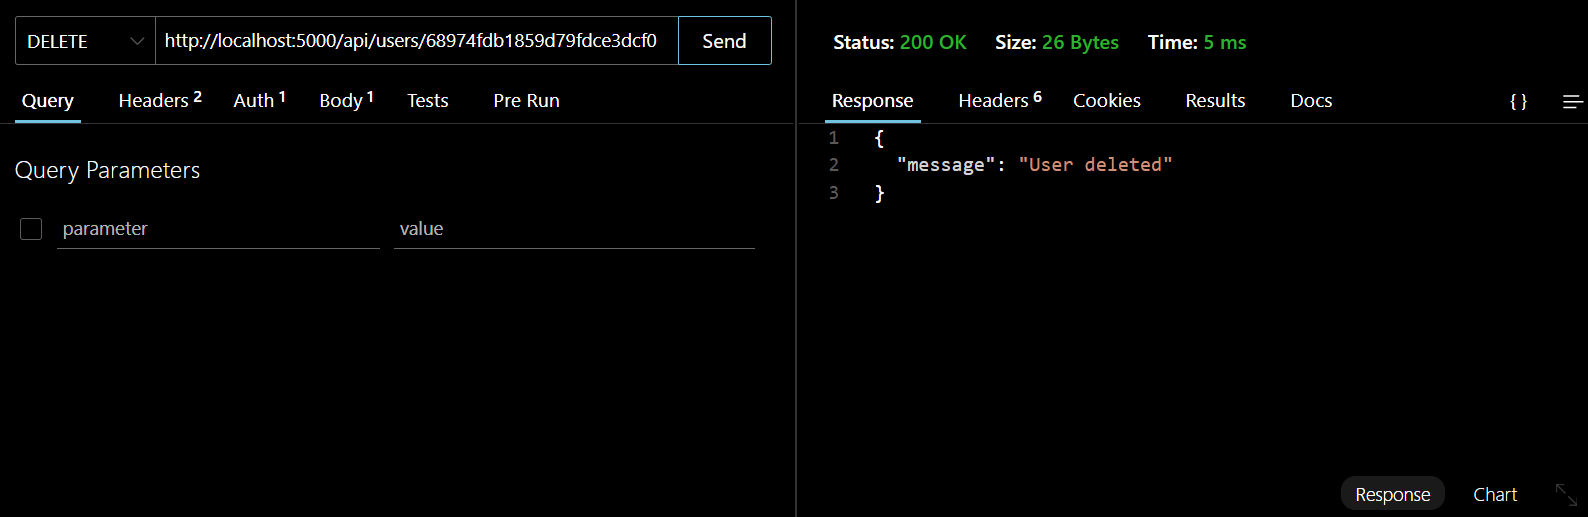 DELETE http://localhost:5000/api/users/68974fdb1859d79fdce3dcf0 Send
Query Headers 2 Auth 1 Body 1 Tests Pre Run
Query Parameters
parameter value
Status: 200 OK Size: 26 Bytes Time: 5 ms
Response Headers 6 Cookies Results Docs { }
1 {
2 "message": "User deleted"
3 }
Response Chart